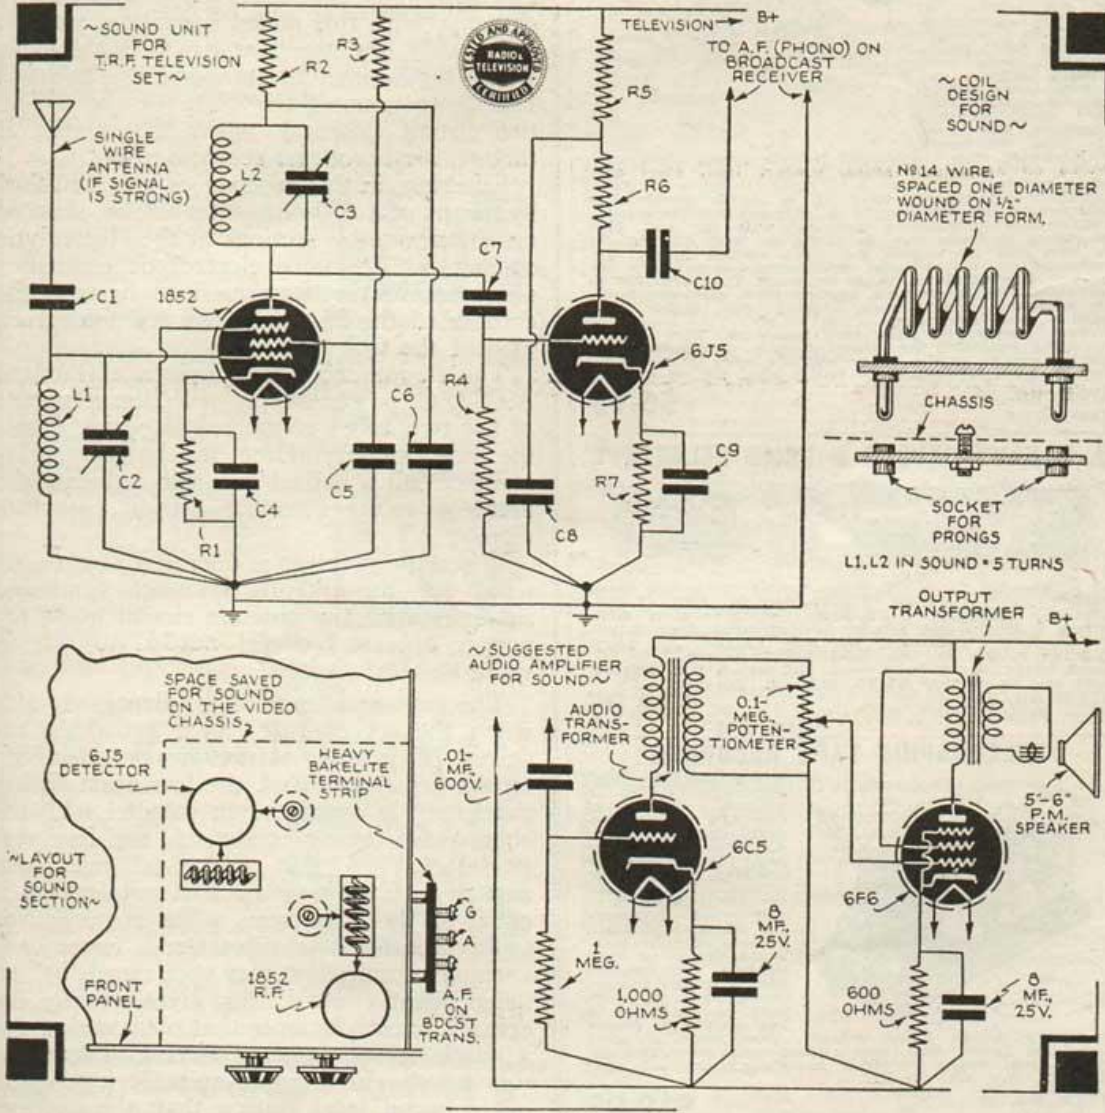 ~SOUND UNIT
FOR
T.R.F. TELEVISION
SET~
R2
R3
TESTED AND APPROVED
RADIO &
TELEVISION
CERTIFIED
TELEVISION
B+
TO A.F. (PHONO) ON
BROADCAST
RECEIVER
R5
~COIL
DESIGN
FOR
SOUND~
SINGLE
WIRE
ANTENNA
(IF SIGNAL
IS STRONG)
L2
C3
R6
Nº14 WIRE,
SPACED ONE DIAMETER
WOUND ON 1/2"
DIAMETER FORM.
C1
1852
C7
C10
6J5
L1
C2
R1
C4
C5
C6
R4
C8
R7
C9
CHASSIS
SOCKET
FOR
PRONGS
L1, L2 IN SOUND = 5 TURNS
SPACE SAVED
FOR SOUND
ON THE VIDEO
CHASSIS
6J5
DETECTOR
HEAVY
BAKELITE
TERMINAL
STRIP
~LAYOUT
FOR
SOUND
SECTION~
G
A
1852
R.F.
FRONT
PANEL
A.F.
ON
BDCST
TRANS.
~SUGGESTED
AUDIO AMPLIFIER
FOR SOUND~
OUTPUT
TRANSFORMER
B+
AUDIO
TRANS-
FORMER
0.1-
MEG.
POTEN-
TIOMETER
.01-
MF.
600V.
5"-6"
P.M.
SPEAKER
6C5
6F6
1
MEG.
1,000
OHMS
8
MF.,
25V.
600
OHMS
8
MF.,
25V.